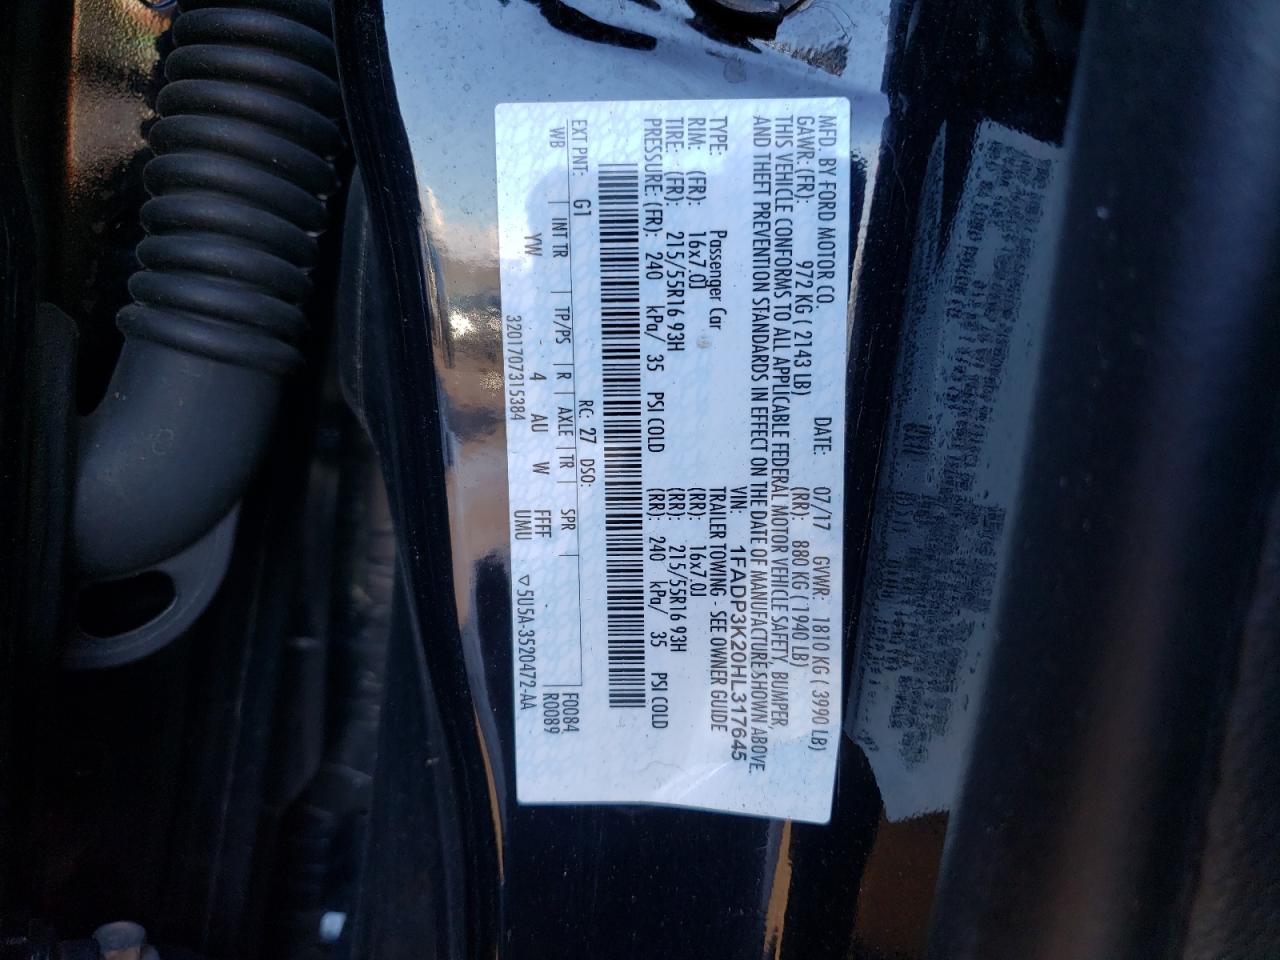 MFD. BY FORD MOTOR CO.
DATE: 07/17 GVWR: 1810 KG ( 3990 LB)
GAWR: (FR): 972 KG ( 2143 LB) (RR): 880 KG ( 1940 LB)
THIS VEHICLE CONFORMS TO ALL APPLICABLE FEDERAL MOTOR VEHICLE SAFETY, BUMPER,
AND THEFT PREVENTION STANDARDS IN EFFECT ON THE DATE OF MANUFACTURE SHOWN ABOVE.
VIN: 1FADP3K20HL317645
TYPE: Passenger Car TRAILER TOWING - SEE OWNER GUIDE
RIM: (FR): 16x7.0J (RR): 16x7.0J
TIRE: (FR): 215/55R16 93H (RR): 215/55R16 93H
PRESSURE: (FR): 240 kPa/ 35 PSI COLD (RR): 240 kPa/ 35 PSI COLD
EXT PNT: G1 RC: 27 DSO: F0084
WB INT TR TP/PS R AXLE TR SPR R0089
YW 4 AU W FFFF
3201707315384 UMU ▽5U5A-3520472-AA